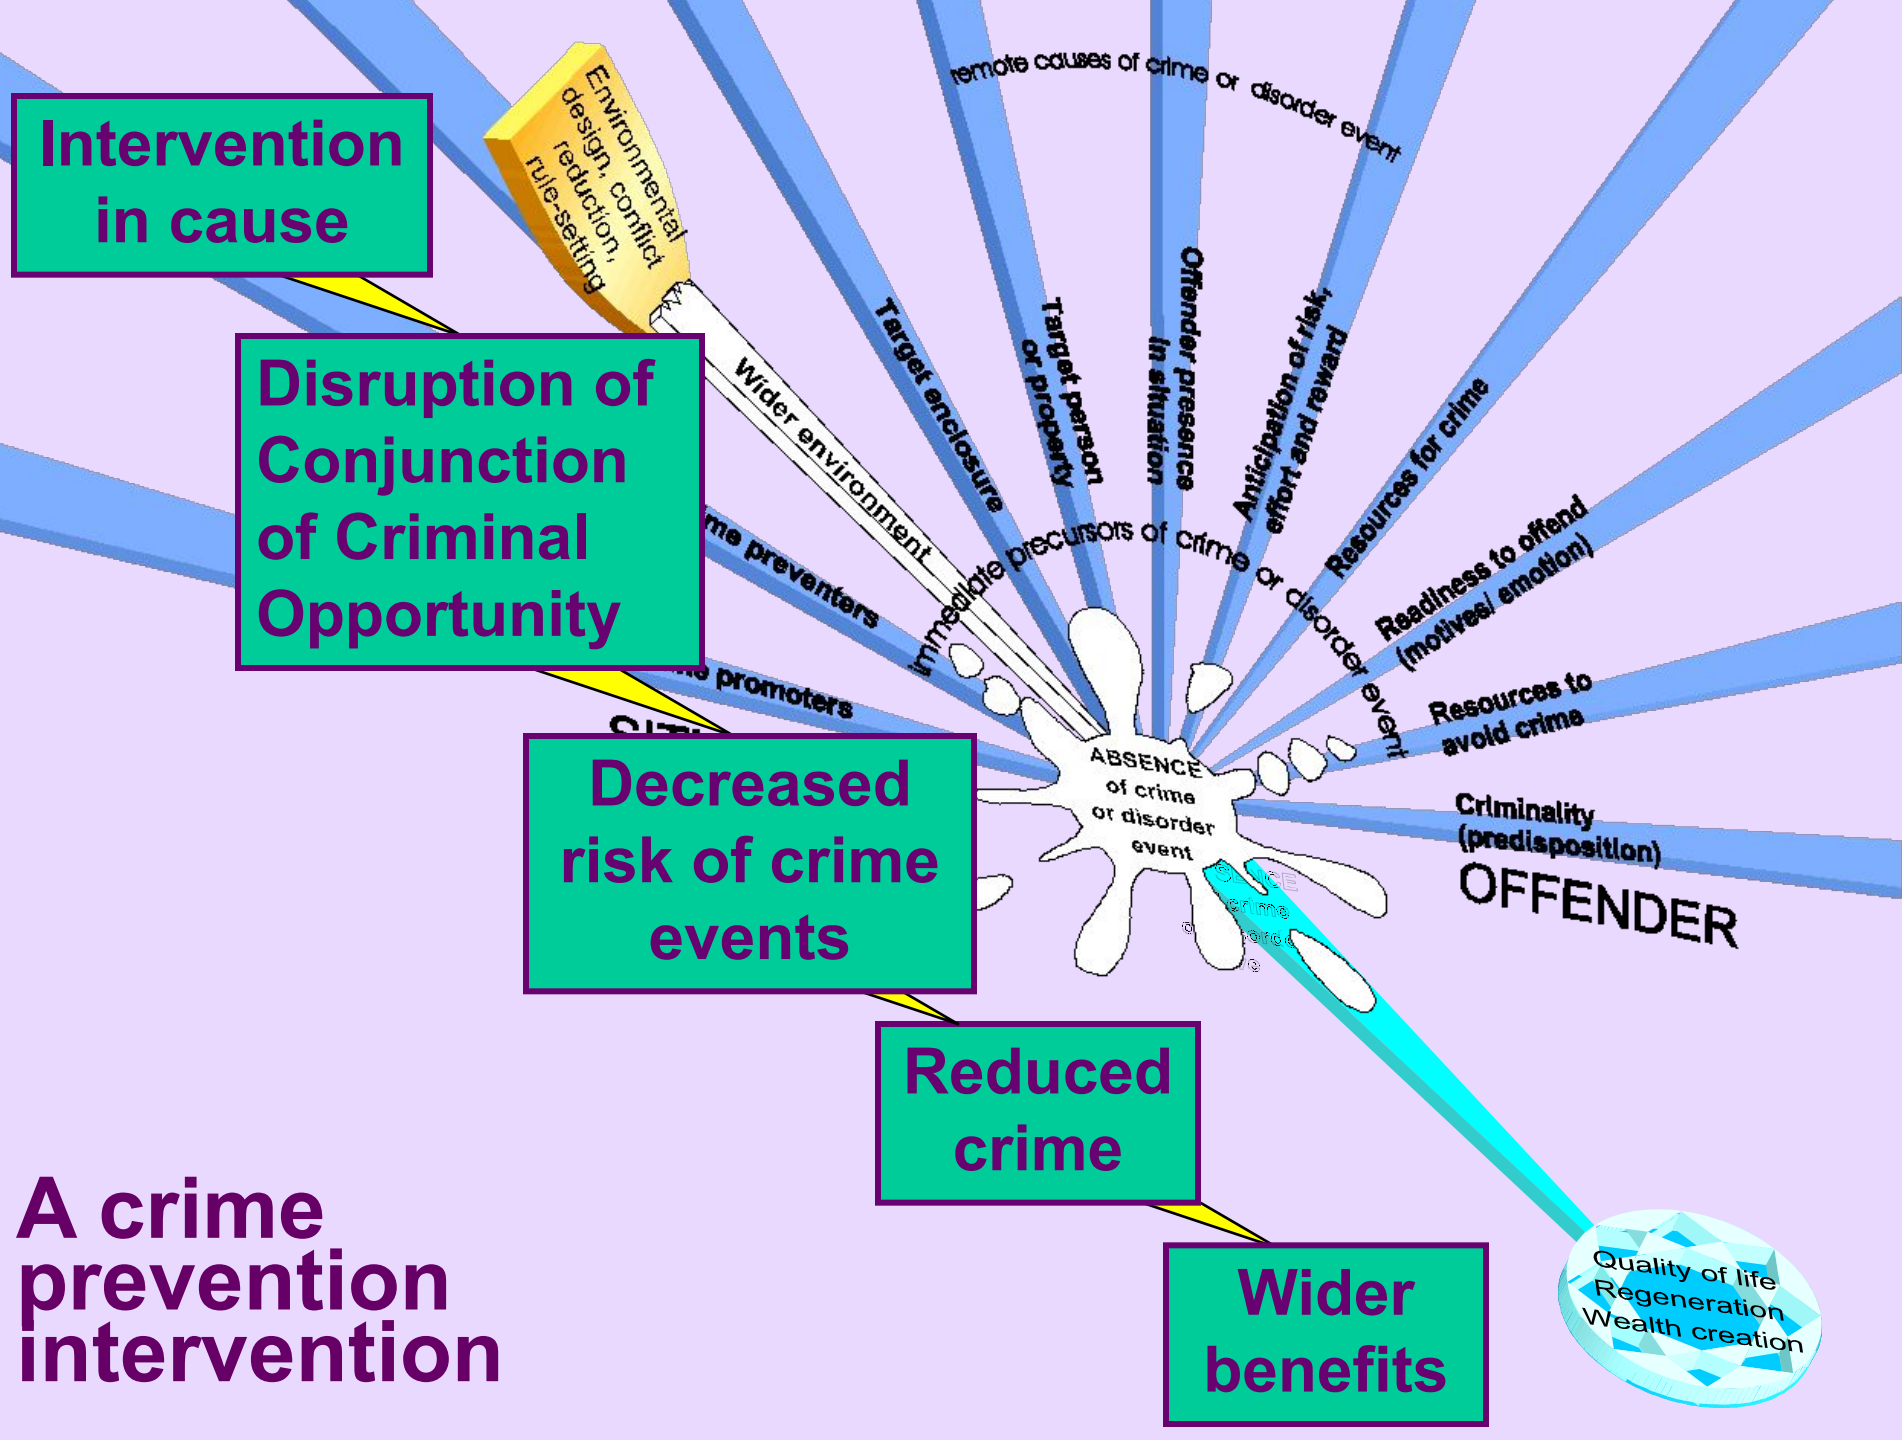 remote causes of crime or disorder event
Intervention
in cause
Environmental
design, conflict
reduction,
rule-setting
Disruption of
Conjunction
of Criminal
Opportunity
Wider environment
Target enclosure
Target person
or property
Offender presence
in situation
Anticipation of risk,
effort and reward
Resources for crime
Readiness to offend
(motives/ emotion)
Resources to
avoid crime
Criminality
(predisposition)
OFFENDER
immediate precursors of crime or disorder event
preventers
promoters
ABSENCE
of crime
or disorder
event
crime
Decreased
risk of crime
events
Reduced
crime
Wider
benefits
Quality of life
Regeneration
Wealth creation
A crime
prevention
intervention